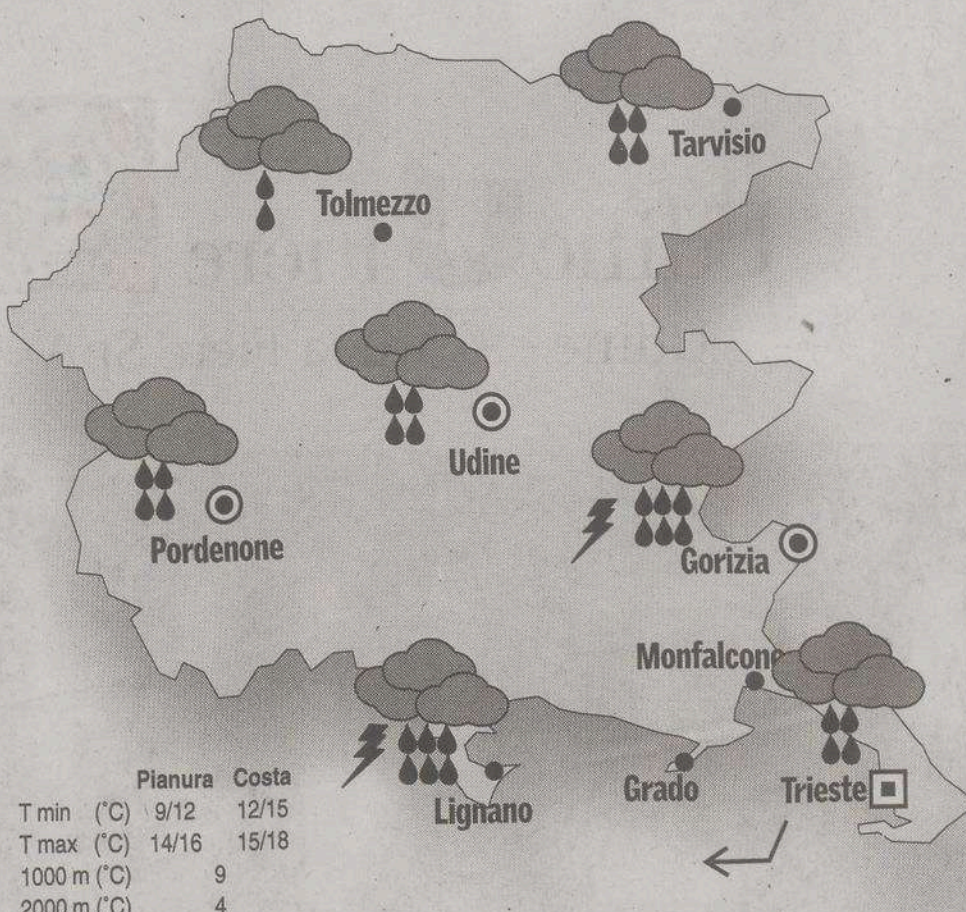 Tarvisio
Tolmezzo
Udine
Pordenone
Gorizia
Monfalcone
Lignano
Grado
Trieste
Pianura Costa
T min (°C) 9/12 12/15
T max (°C) 14/16 15/18
1000 m (°C) 9
2000 m (°C) 4